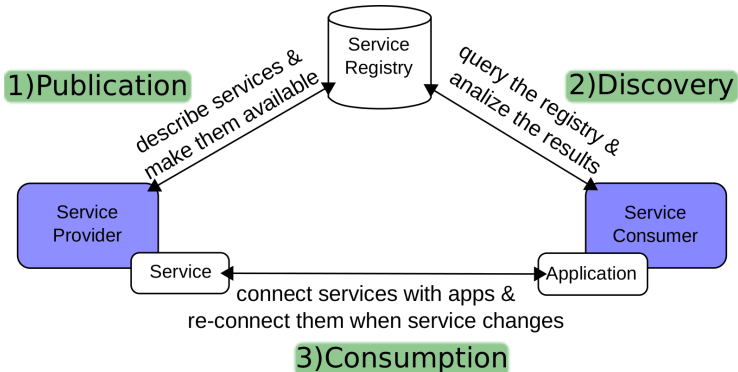 Service
Registry
1)Publication
describe services &
make them available
query the registry &
analize the results
2)Discovery
Service
Provider
Service
Service
Consumer
Application
connect services with apps &
re-connect them when service changes
3)Consumption